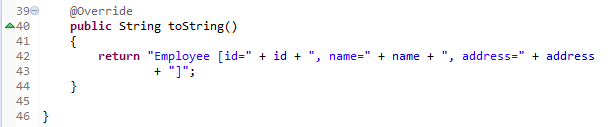 39 @Override
40 public String toString()
41 {
42 return "Employee [id=" + id + ", name=" + name + ", address=" + address
43 + "]";
44 }
45
46 }